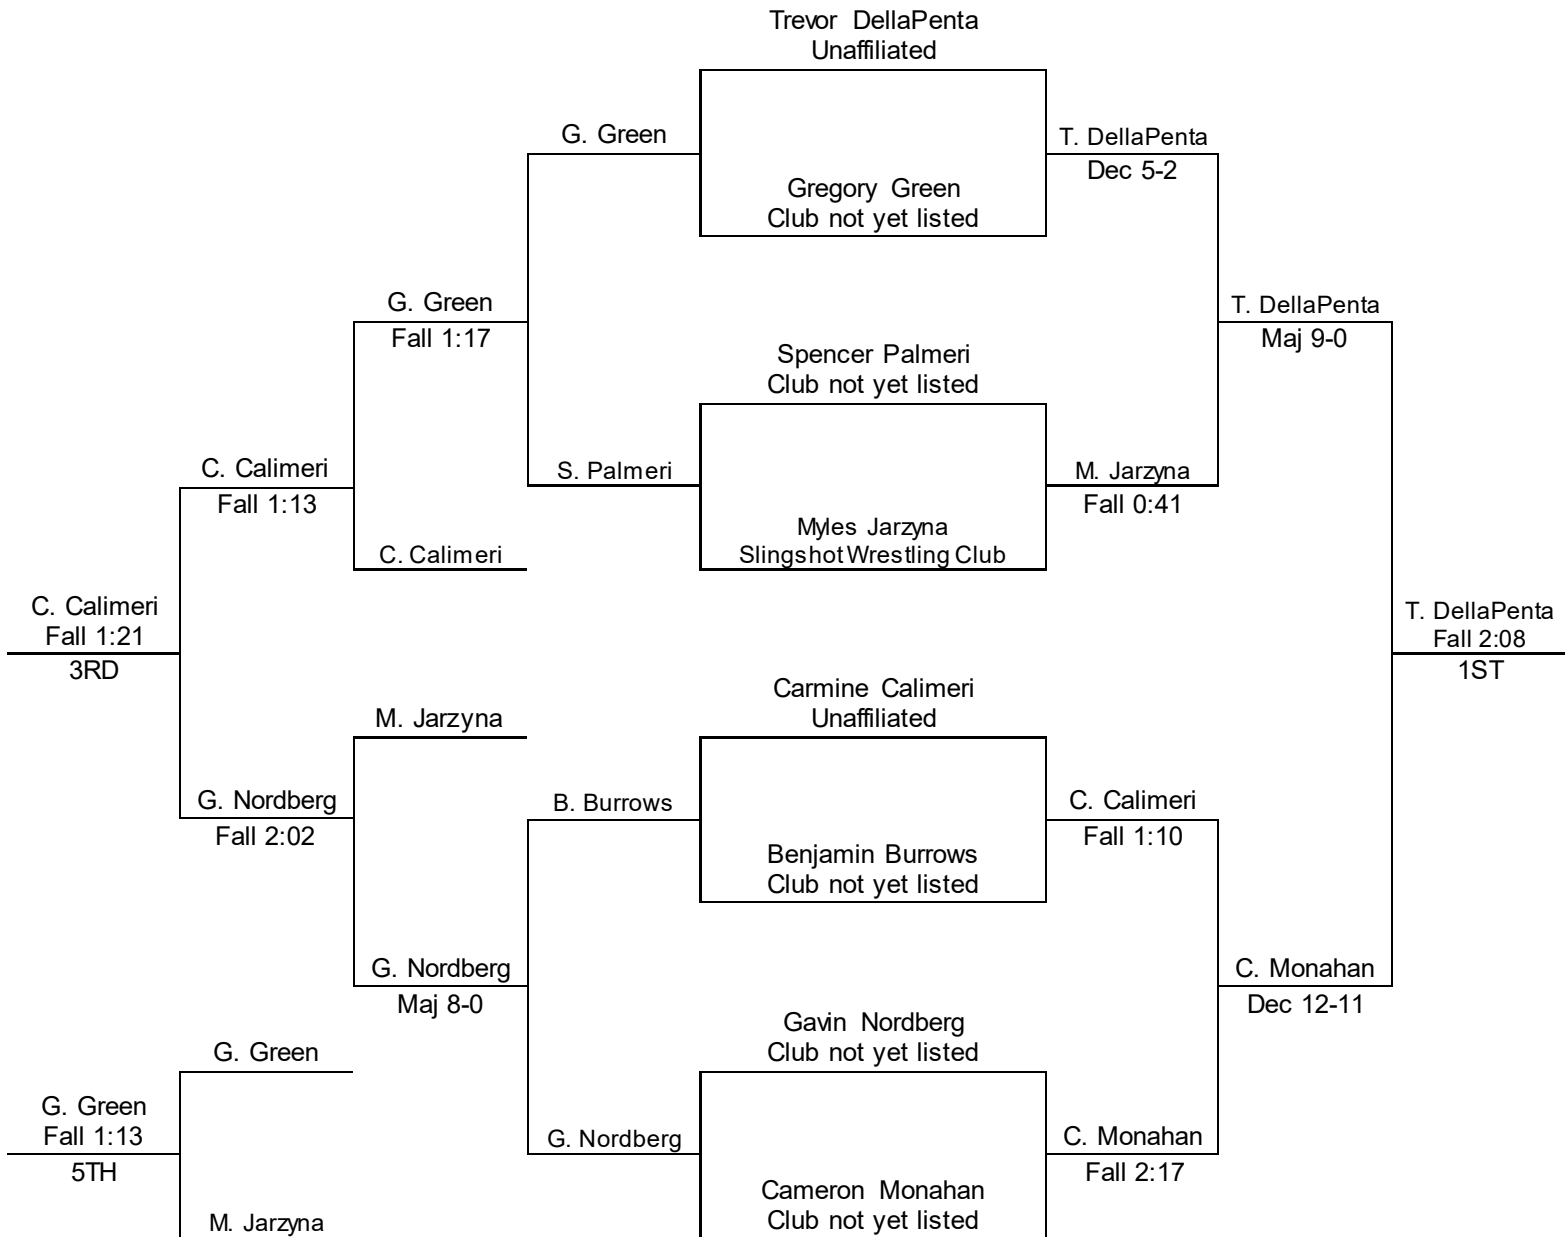 Trevor DellaPenta
Unaffiliated
G. Green
T. DellaPenta
Dec 5-2
Gregory Green
Club not yet listed
G. Green
Fall 1:17
T. DellaPenta
Maj 9-0
Spencer Palmeri
Club not yet listed
C. Calimeri
Fall 1:13
S. Palmeri
M. Jarzyna
Fall 0:41
Myles Jarzyna
Slingshot Wrestling Club
C. Calimeri
C. Calimeri
Fall 1:21
3RD
T. DellaPenta
Fall 2:08
1ST
Carmine Calimeri
Unaffiliated
M. Jarzyna
G. Nordberg
Fall 2:02
B. Burrows
C. Calimeri
Fall 1:10
Benjamin Burrows
Club not yet listed
G. Nordberg
Maj 8-0
C. Monahan
Dec 12-11
Gavin Nordberg
Club not yet listed
G. Green
G. Green
Fall 1:13
5TH
G. Nordberg
C. Monahan
Fall 2:17
Cameron Monahan
Club not yet listed
M. Jarzyna